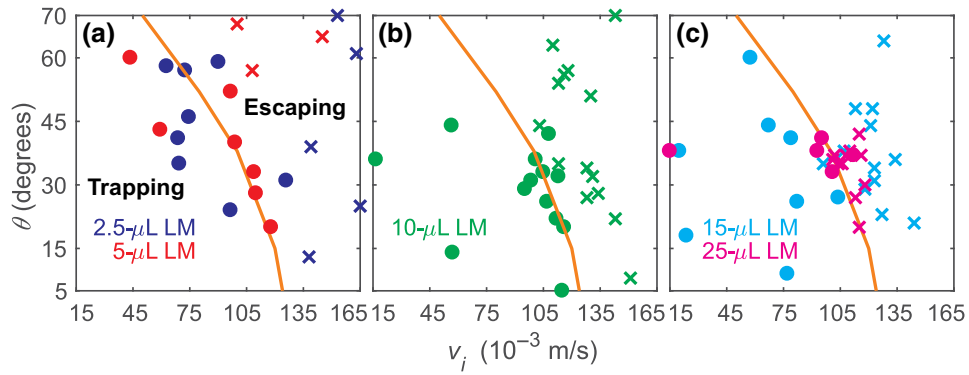 70
60
45
30
15
5
θ (degrees)
(a)
Escaping
Trapping
2.5-μL LM
5-μL LM
(b)
10-μL LM
(c)
15-μL LM
25-μL LM
15 45 75 105 135 165
15 45 75 105 135 165
15 45 75 105 135 165
v_i (10⁻³ m/s)